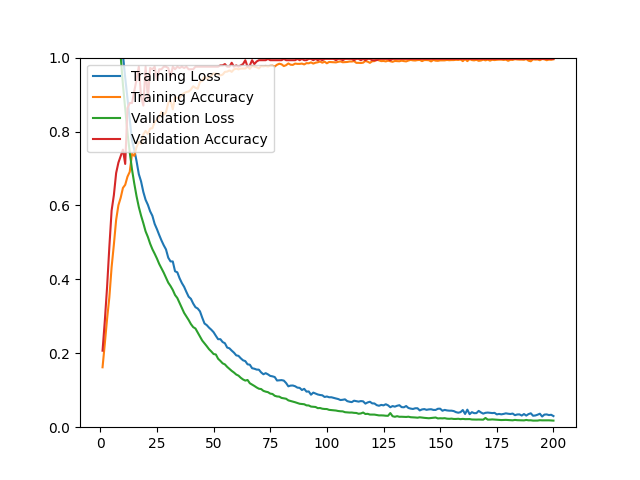 1.0
0.8
0.6
0.4
0.2
0.0
Training Loss
Training Accuracy
Validation Loss
Validation Accuracy
0 25 50 75 100 125 150 175 200